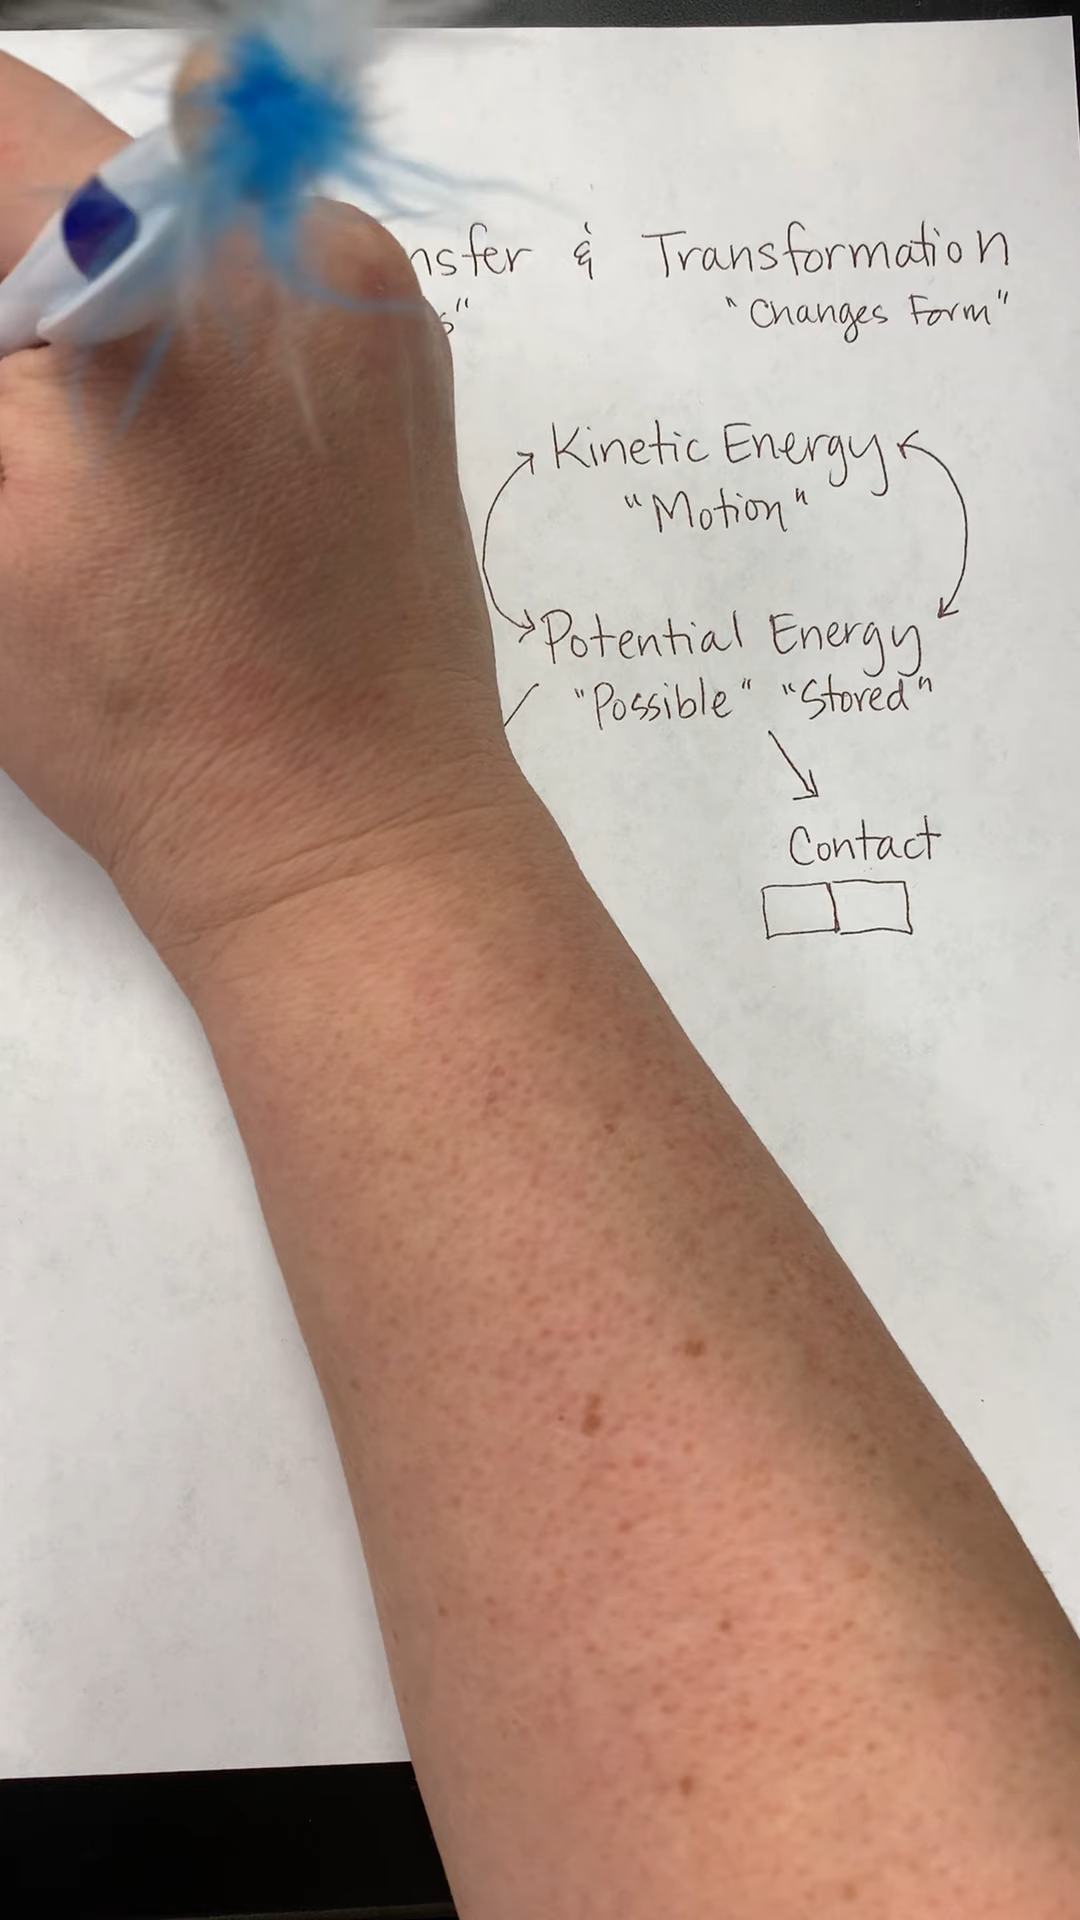 nsfer & Transformation
s" "Changes Form"
Kinetic Energy
"Motion"
Potential Energy
"Possible" "Stored"
Contact